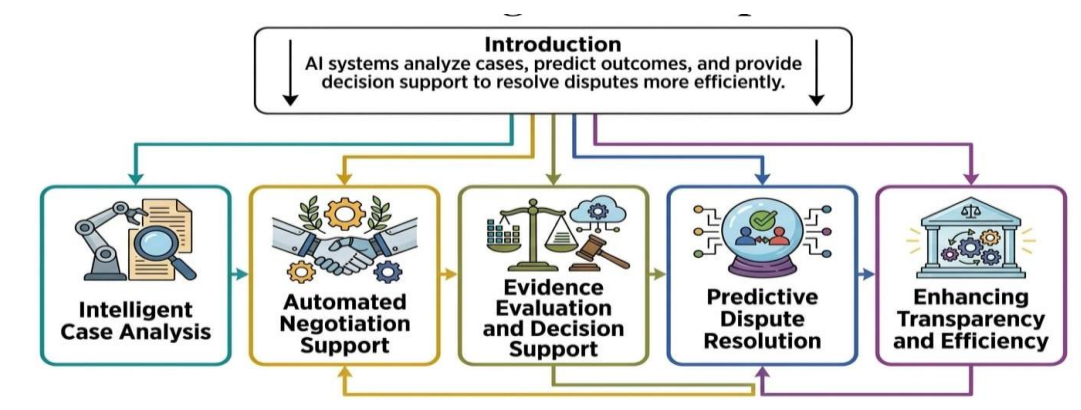 Introduction
AI systems analyze cases, predict outcomes, and provide
decision support to resolve disputes more efficiently.
Intelligent
Case Analysis
Automated
Negotiation
Support
Evidence
Evaluation
and Decision
Support
Predictive
Dispute
Resolution
Enhancing
Transparency
and Efficiency